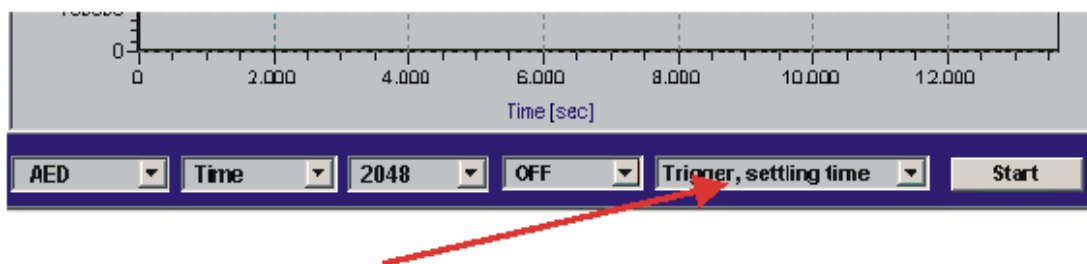 0
0 2.000 4.000 6.000 8.000 10.000 12.000
Time [sec]
AED Time 2048 OFF Trigger, settling time Start